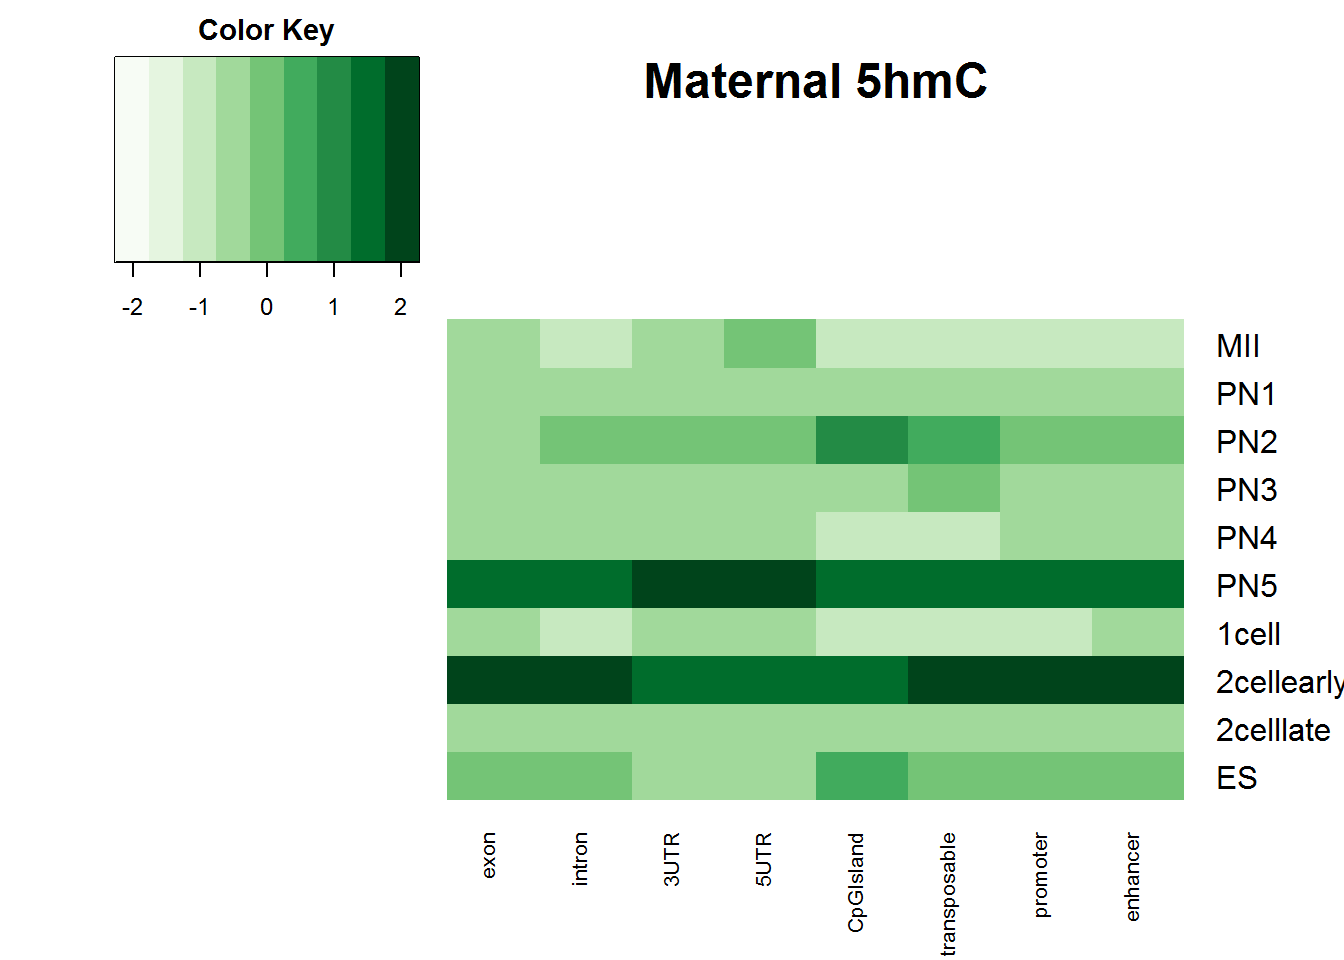 Color Key
Maternal 5hmC
-2 -1 0 1 2
MII
PN1
PN2
PN3
PN4
PN5
1cell
2cellearly
2celllate
ES
exon
intron
3UTR
5UTR
CpGIsland
transposable
promoter
enhancer